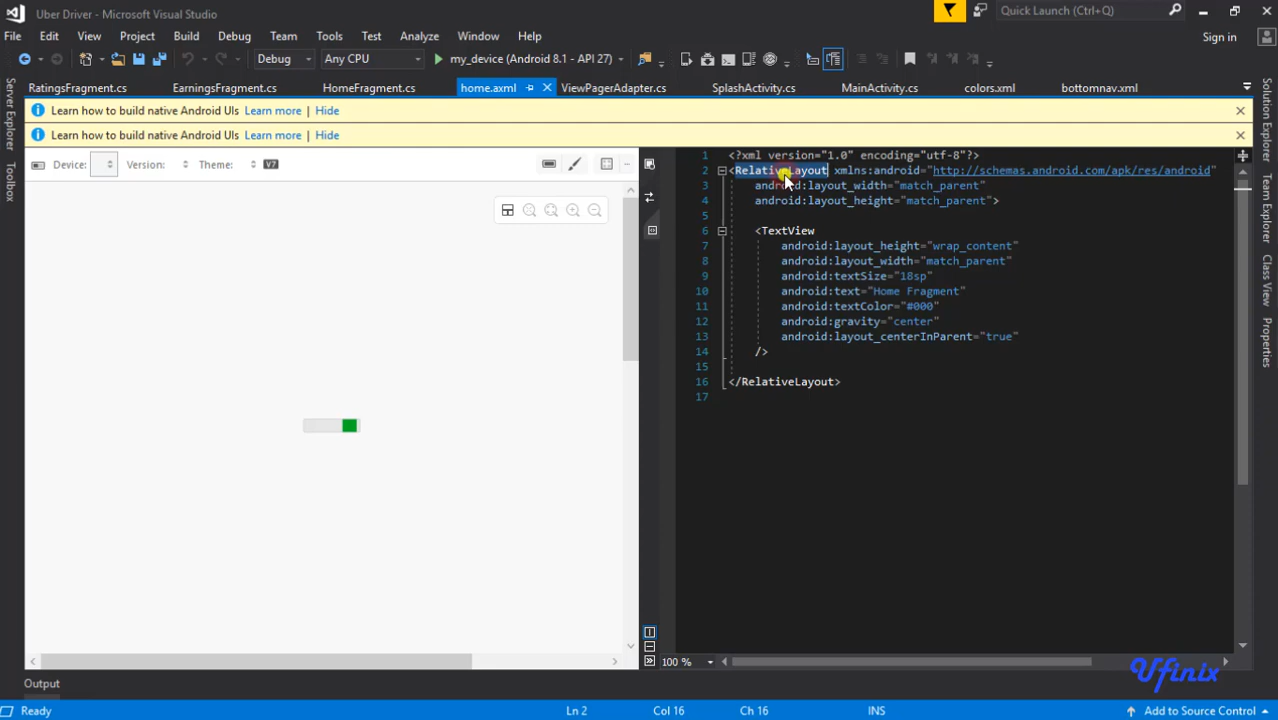 Uber Driver - Microsoft Visual Studio
Quick Launch (Ctrl+Q)
File Edit View Project Build Debug Team Tools Test Analyze Window Help
Sign in
Debug Any CPU my_device (Android 8.1 - API 27)
RatingsFragment.cs EarningsFragment.cs HomeFragment.cs home.axml ViewPagerAdapter.cs SplashActivity.cs MainActivity.cs colors.xml bottomnav.xml
Learn how to build native Android UIs Learn more | Hide
Learn how to build native Android UIs Learn more | Hide
Server Explorer
Toolbox
Device: Version: Theme: V7
1 <?xml version="1.0" encoding="utf-8"?>
2 <RelativeLayout xmlns:android="http://schemas.android.com/apk/res/android"
3 android:layout_width="match_parent"
4 android:layout_height="match_parent">
5
6 <TextView
7 android:layout_height="wrap_content"
8 android:layout_width="match_parent"
9 android:textSize="18sp"
10 android:text="Home Fragment"
11 android:textColor="#000"
12 android:gravity="center"
13 android:layout_centerInParent="true"
14 />
15
16 </RelativeLayout>
17
Solution Explorer
Team Explorer
Class View
Properties
100 %
Ufinix
Output
Ready Ln 2 Col 16 Ch 16 INS Add to Source Control